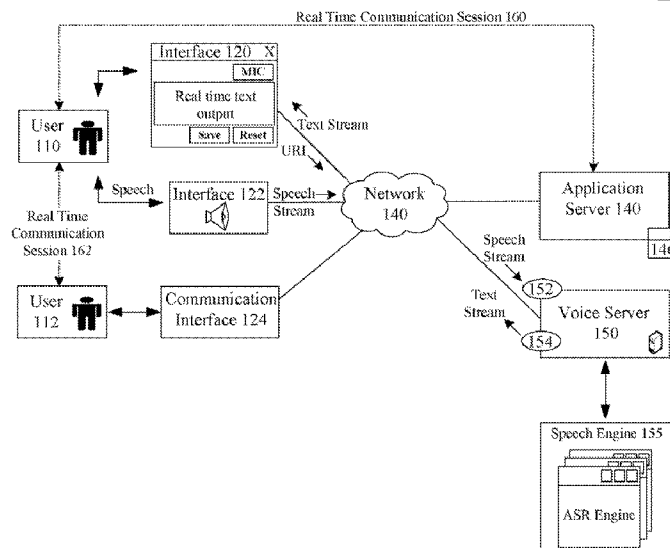 Real Time Communication Session 160
Interface 120 X
MIC
Real time text
output
Save Reset
Text Stream
URI
User
110
Speech
Interface 122
Speech
Stream
Network
140
Application
Server 140
Real Time
Communication
Session 162
User
112
Communication
Interface 124
Speech
Stream
152
Text
Stream
154
Voice Server
150
Speech Engine 155
ASR Engine